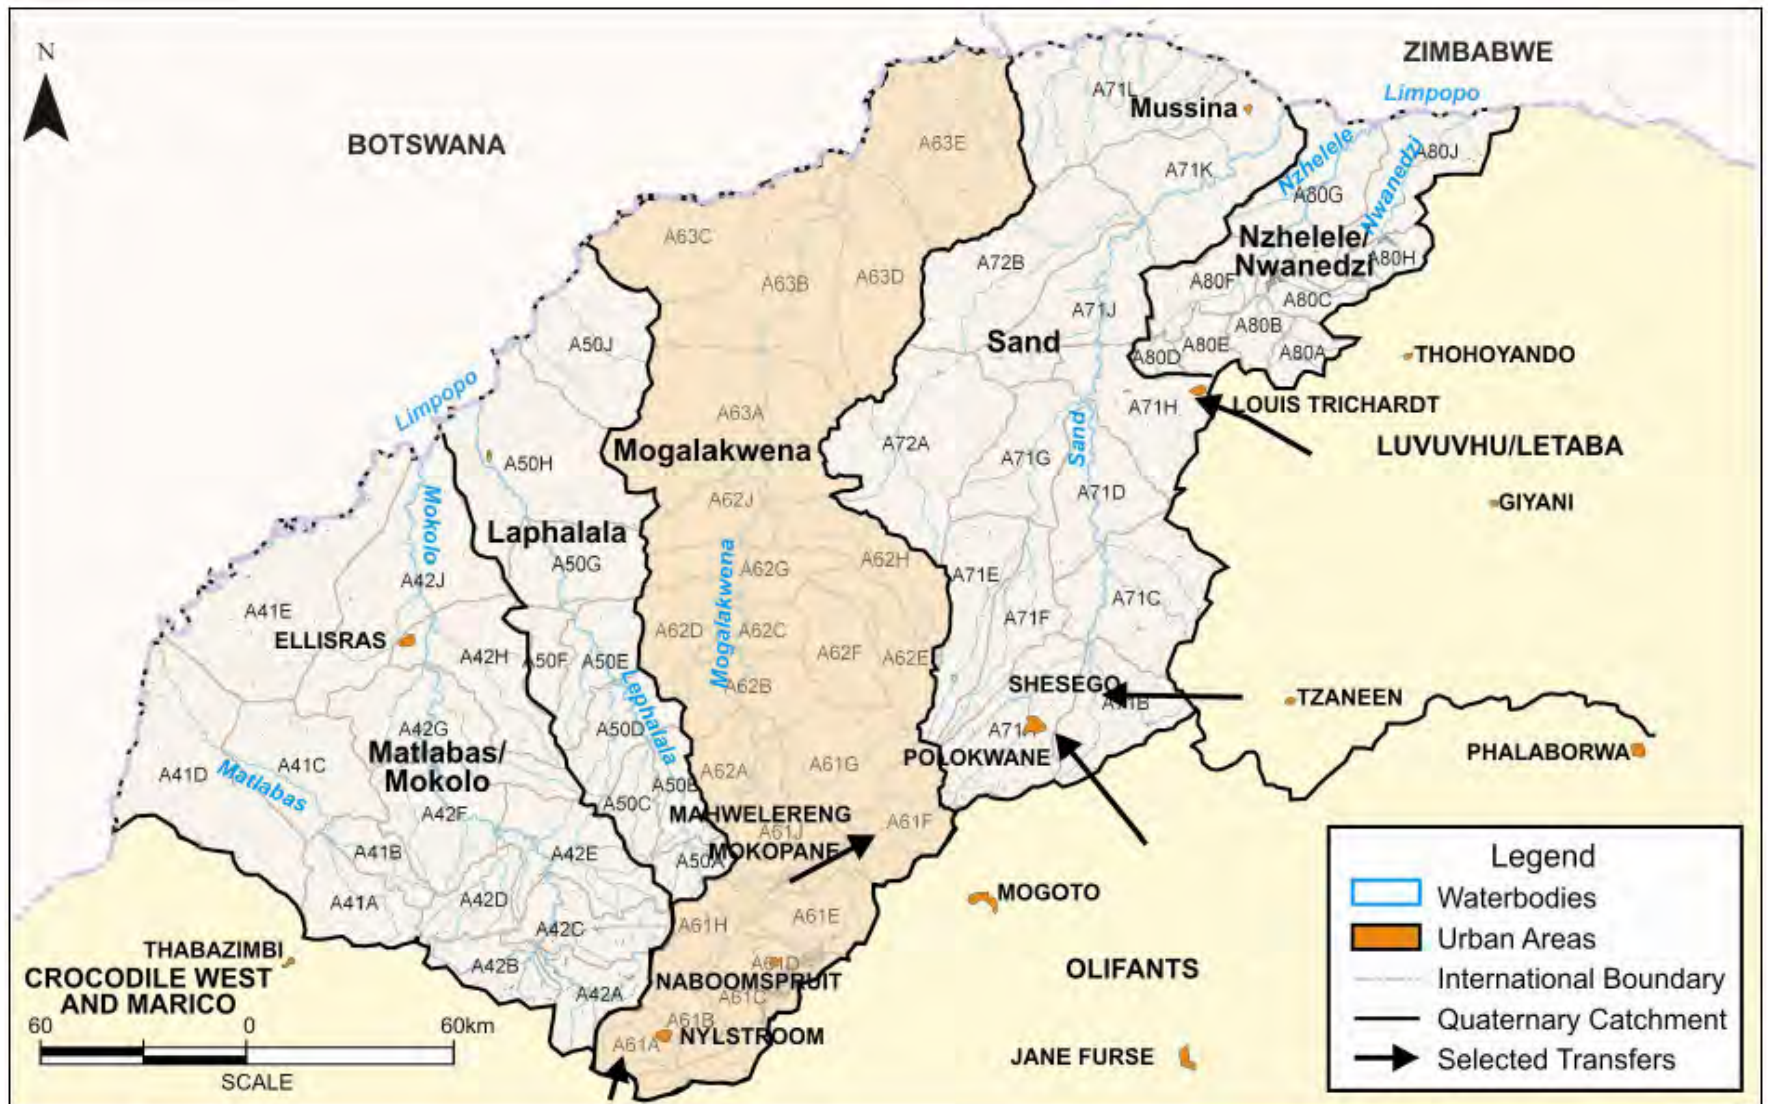 N
ZIMBABWE
Limpopo
BOTSWANA
A71L
Mussina
A63E
A71K
Nzhelele
Nwanedzi
A80J
A80G
A63C
A63B
A63D
A72B
Nzhelele/
Nwanedzi
A80H
A80F
A80C
A71J
A80B
Sand
A80E
A80D
A80A
THOHOYANDO
A50J
Limpopo
A63A
A71H
LOUIS TRICHARDT
Mogalakwena
A72A
Sand
A71G
LUVUVHU/LETABA
A50H
A62J
A71D
GIYANI
Mokolo
Laphalala
A50G
A62G
A62H
A71E
A42J
A71C
A41E
ELLISRAS
A62D
Mogalakwena
A62C
A71F
A42H
A50F
A50E
A62F
A62E
A62B
SHESEGO
TZANEEN
A71B
Lephalala
A42G
A50D
A71A
POLOKWANE
PHALABORWA
Matlabas/
Mokolo
A41D
Matlabas
A41C
A62A
A61G
A50B
A50C
A42F
MAHWELERENG
A61J
A61F
MOKOPANE
A41B
A42E
A50A
A41A
A42D
A42C
A61H
A61E
MOGOTO
THABAZIMBI
CROCODILE WEST
AND MARICO
A42B
A61D
NABOOMSPRUIT
OLIFANTS
A42A
A61C
A61B
NYLSTROOM
A61A
JANE FURSE
60 0 60km
SCALE
Legend
Waterbodies
Urban Areas
International Boundary
Quaternary Catchment
Selected Transfers